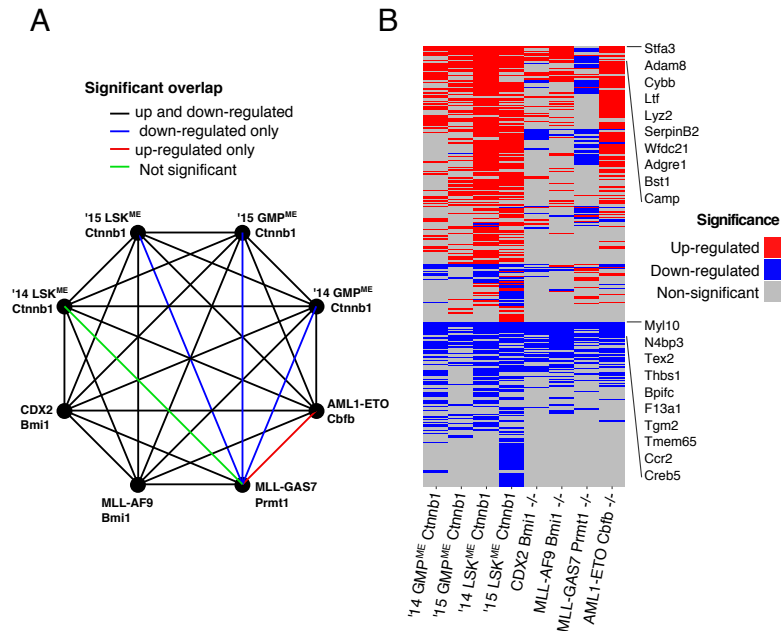 A
Significant overlap
up and down-regulated
down-regulated only
up-regulated only
Not significant
'15 LSK^ME
Ctnnb1
'15 GMP^ME
Ctnnb1
'14 LSK^ME
Ctnnb1
'14 GMP^ME
Ctnnb1
CDX2
Bmi1
AML1-ETO
Cbfb
MLL-AF9
Bmi1
MLL-GAS7
Prmt1
B
Stfa3
Adam8
Cybb
Ltf
Lyz2
SerpinB2
Wfdc21
Adgre1
Bst1
Camp
Significance
Up-regulated
Down-regulated
Non-significant
Myl10
N4bp3
Tex2
Thbs1
Bpifc
F13a1
Tgm2
Tmem65
Ccr2
Creb5
'14 GMP^ME Ctnnb1
'15 GMP^ME Ctnnb1
'14 LSK^ME Ctnnb1
'15 LSK^ME Ctnnb1
CDX2 Bmi1 -/-
MLL-AF9 Bmi1 -/-
MLL-GAS7 Prmt1 -/-
AML1-ETO Cbfb -/-